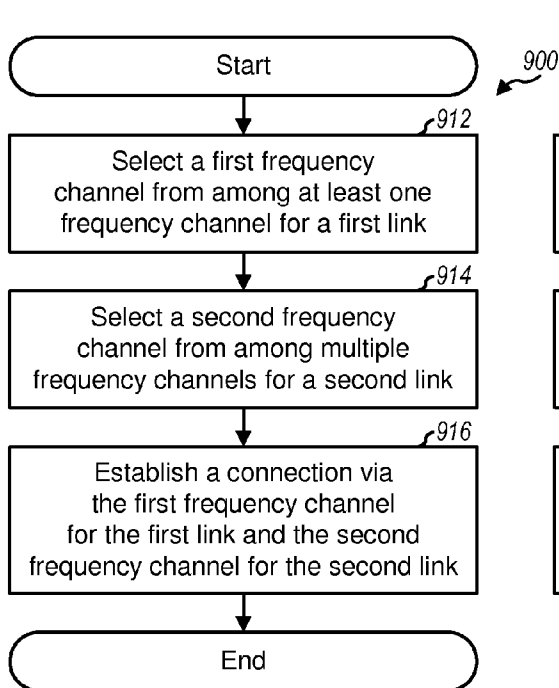 Start
900
912
Select a first frequency
channel from among at least one
frequency channel for a first link
914
Select a second frequency
channel from among multiple
frequency channels for a second link
916
Establish a connection via
the first frequency channel
for the first link and the second
frequency channel for the second link
End